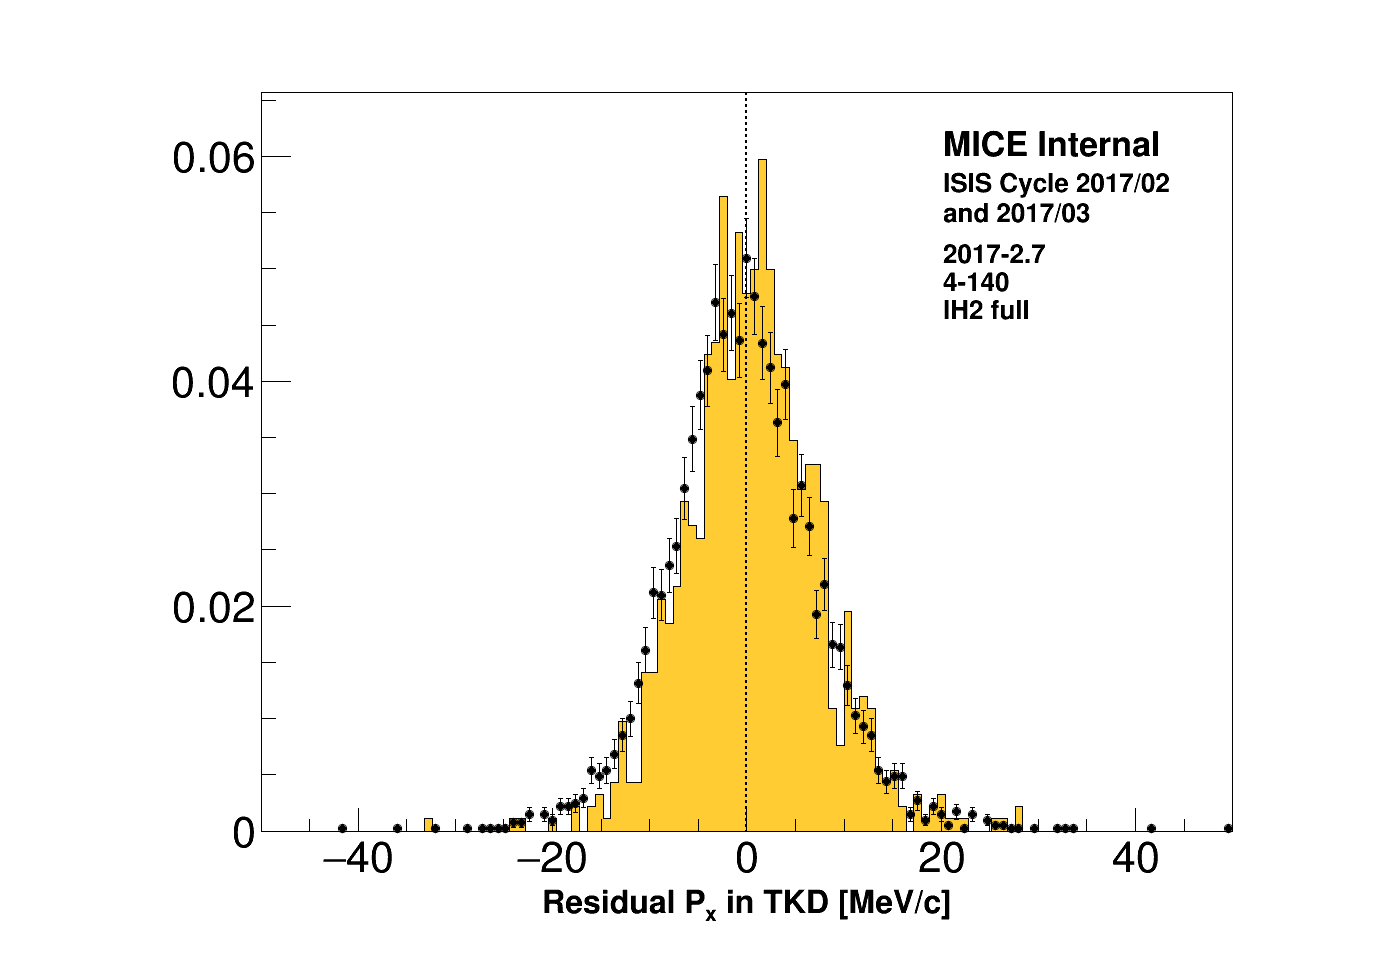 0.06
0.04
0.02
0
−40
−20
0
20
40
Residual Px in TKD [MeV/c]
MICE Internal
ISIS Cycle 2017/02
and 2017/03
2017-2.7
4-140
lH2 full